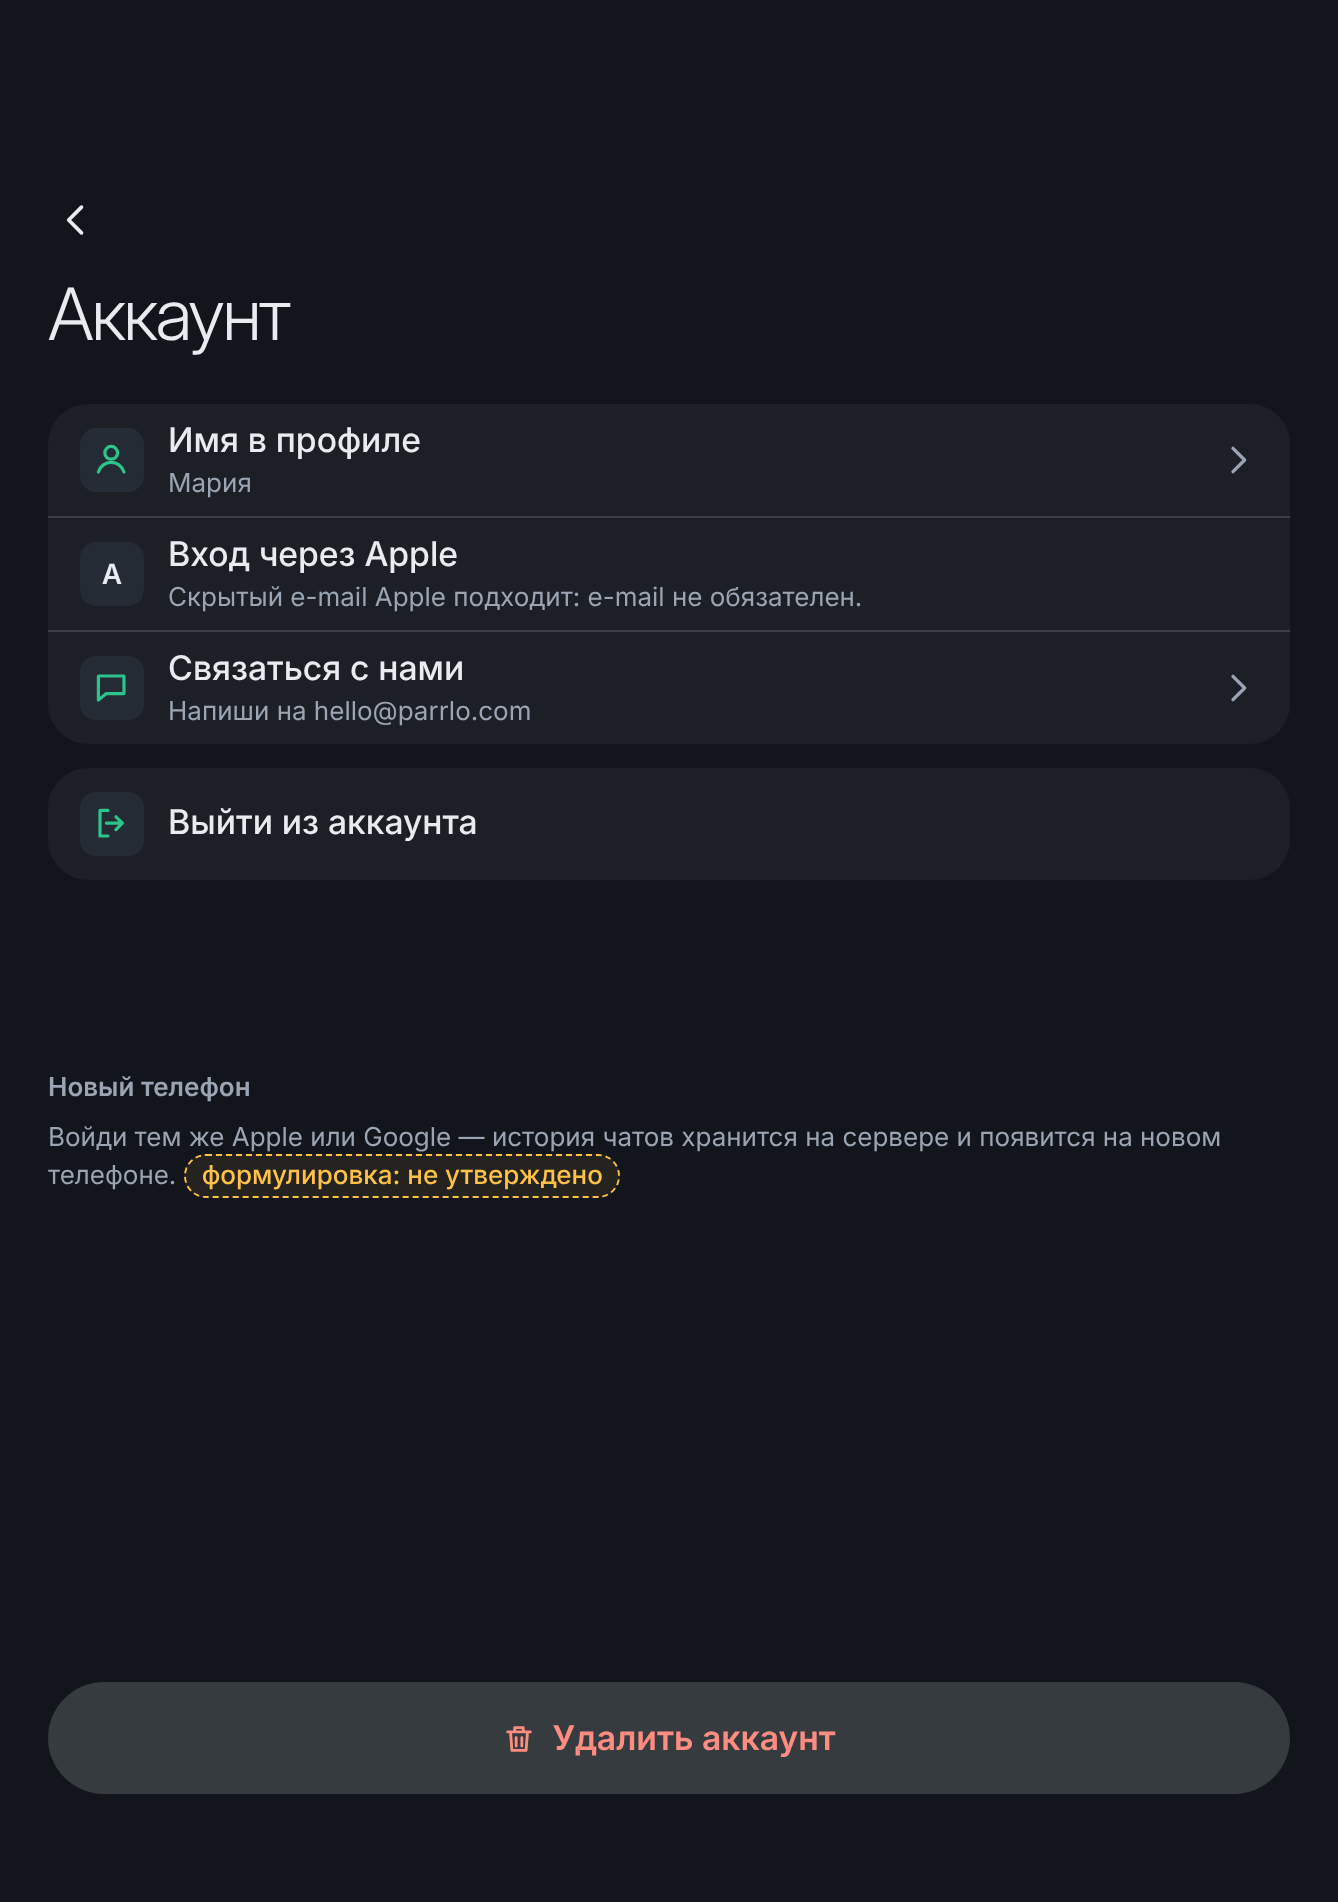 Аккаунт
Имя в профиле
Мария
A
Вход через Apple
Скрытый e-mail Apple подходит: e-mail не обязателен.
Связаться с нами
Напиши на hello@parrlo.com
Выйти из аккаунта
Новый телефон
Войди тем же Apple или Google — история чатов хранится на сервере и появится на новом
телефоне. формулировка: не утверждено
Удалить аккаунт